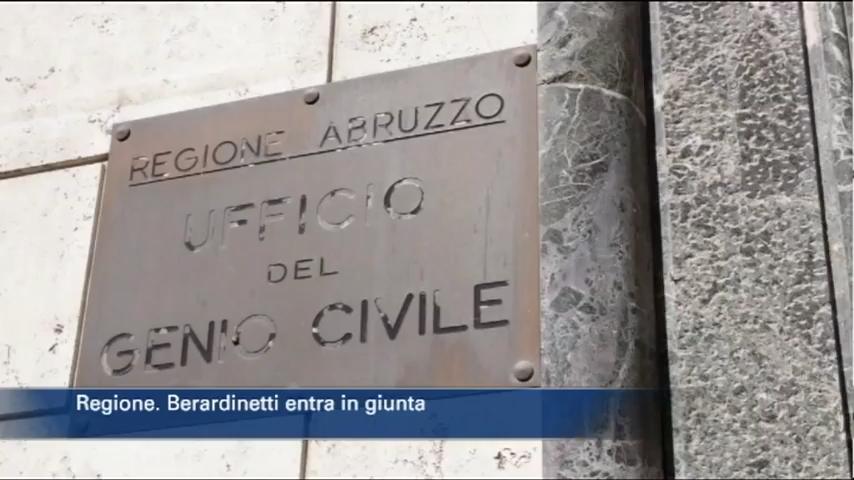 REGIONE ABRUZZO
UFFICIO
DEL
GENIO CIVILE
Regione. Berardinetti entra in giunta